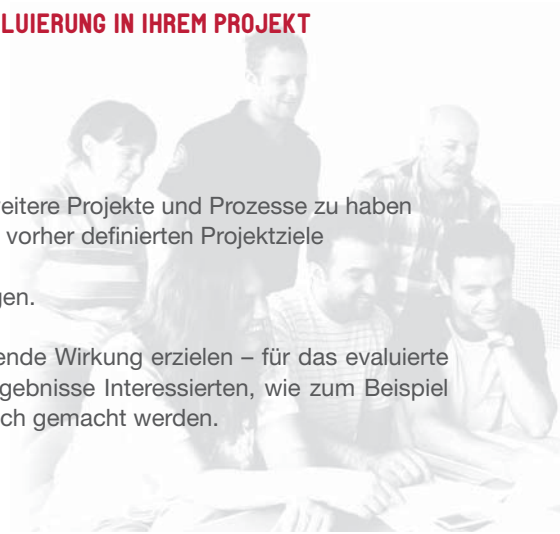 LUIERUNG IN IHREM PROJEKT
eitere Projekte und Prozesse zu haben
vorher definierten Projektziele
gen.
ende Wirkung erzielen – für das evaluierte
gebnisse Interessierten, wie zum Beispiel
ch gemacht werden.